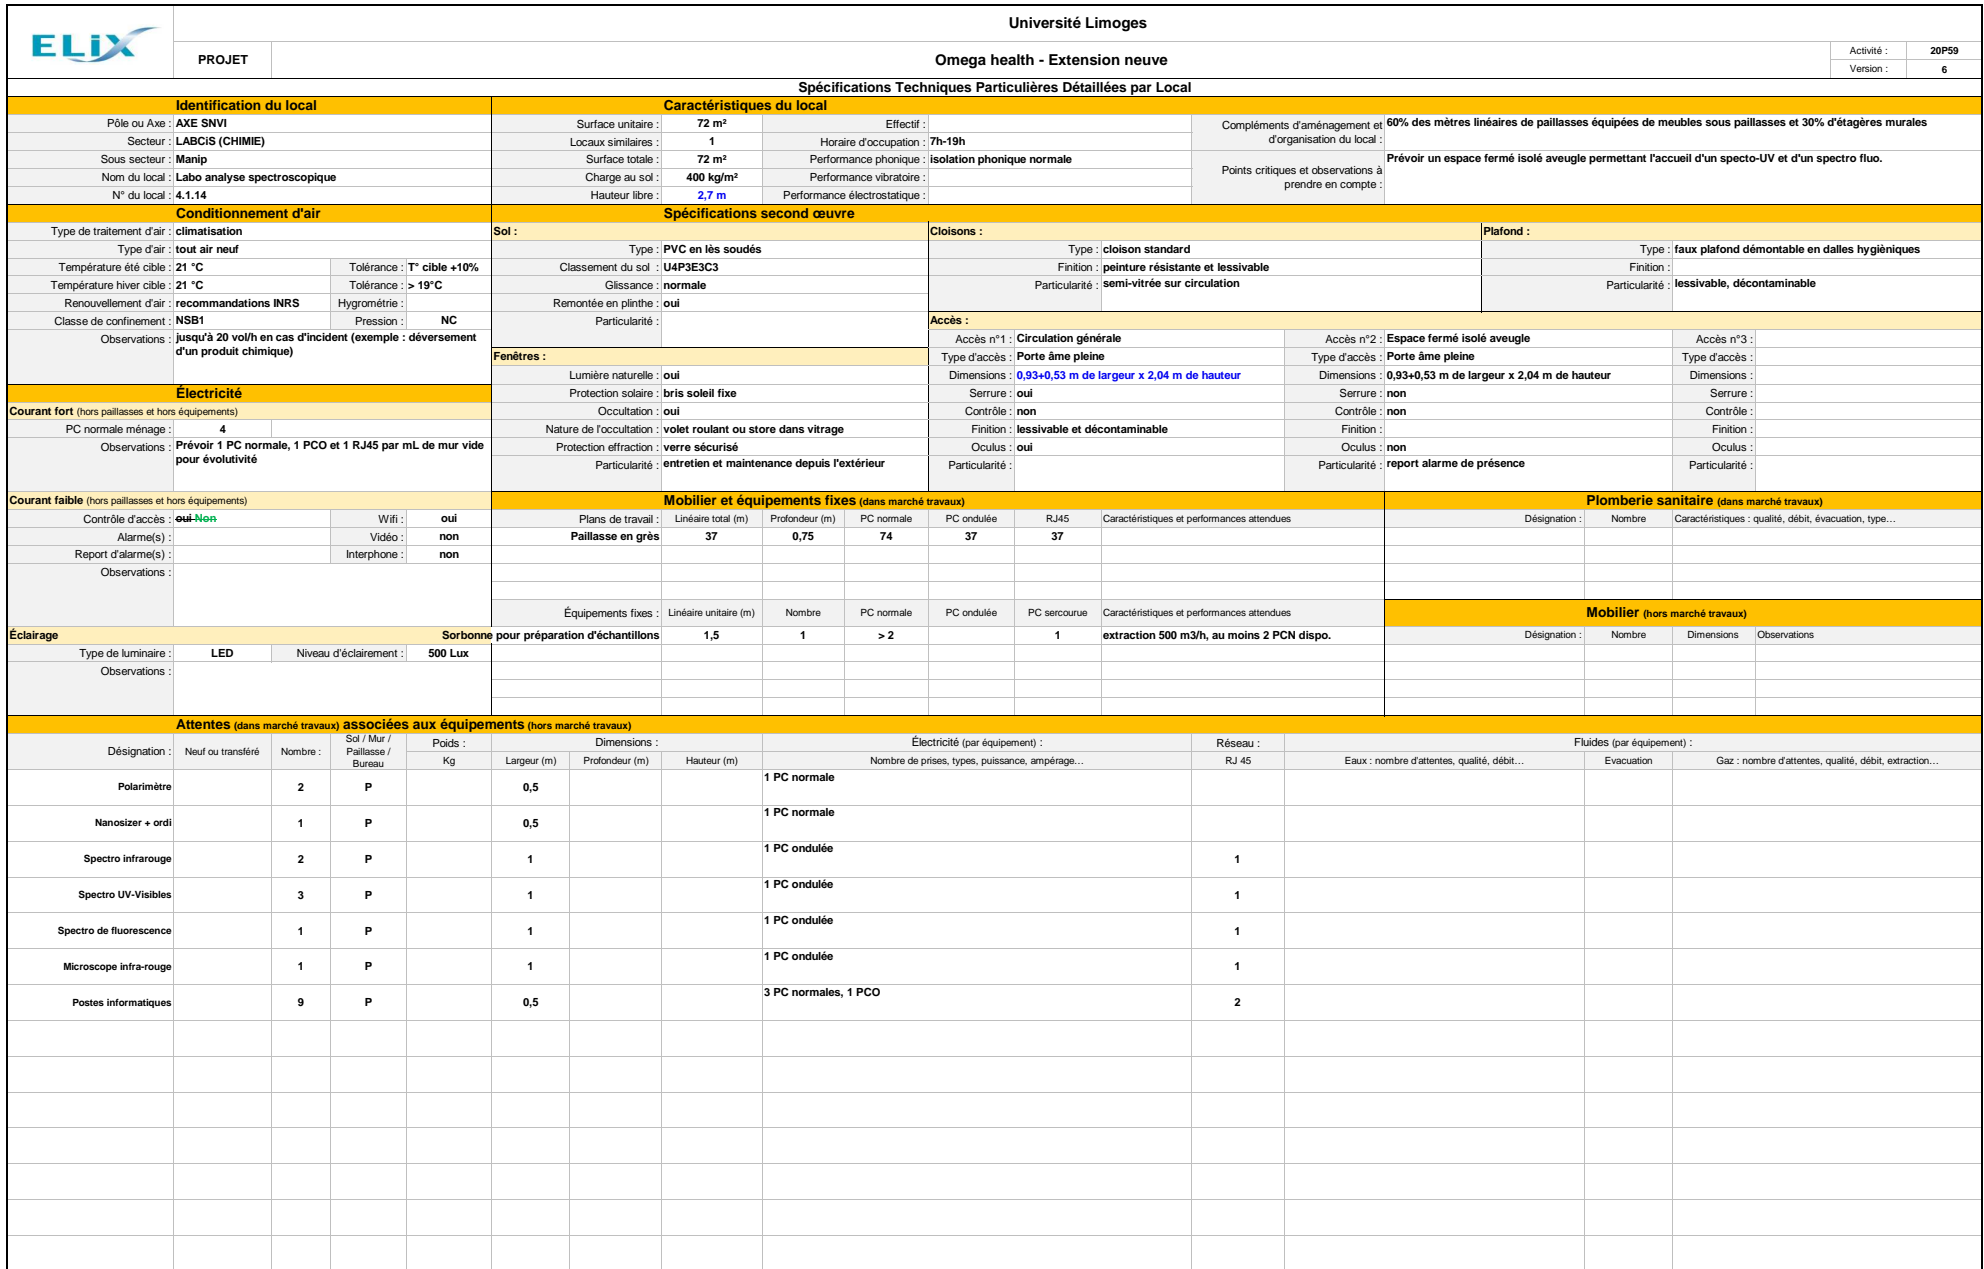 ELiX
Université Limoges
PROJET
Omega health - Extension neuve
Activité : 20P59
Version : 6
Spécifications Techniques Particulières Détaillées par Local
Identification du local
Caractéristiques du local
Pôle ou Axe : AXE SNVI
Surface unitaire : 72 m² Effectif :
Compléments d'aménagement et d'organisation du local : 60% des mètres linéaires de paillasses équipées de meubles sous paillasses et 30% d'étagères murales
Secteur : LABCiS (CHIMIE)
Locaux similaires : 1 Horaire d'occupation : 7h-19h
Sous secteur : Manip
Surface totale : 72 m² Performance phonique : isolation phonique normale
Points critiques et observations à prendre en compte : Prévoir un espace fermé isolé aveugle permettant l'accueil d'un specto-UV et d'un spectro fluo.
Nom du local : Labo analyse spectroscopique
Charge au sol : 400 kg/m² Performance vibratoire :
N° du local : 4.1.14
Hauteur libre : 2,7 m Performance électrostatique :
Conditionnement d'air
Type de traitement d'air : climatisation
Type d'air : tout air neuf
Température été cible : 21 °C Tolérance : T° cible +10%
Température hiver cible : 21 °C Tolérance : > 19°C
Renouvellement d'air : recommandations INRS Hygrométrie :
Classe de confinement : NSB1 Pression : NC
Observations : jusqu'à 20 vol/h en cas d'incident (exemple : déversement
d'un produit chimique)
Spécifications second œuvre
Sol :
Type : PVC en lès soudés
Classement du sol : U4P3E3C3
Glissance : normale
Remontée en plinthe : oui
Particularité :
Cloisons :
Type : cloison standard
Finition : peinture résistante et lessivable
Particularité : semi-vitrée sur circulation
Plafond :
Type : faux plafond démontable en dalles hygièniques
Finition :
Particularité : lessivable, décontaminable
Fenêtres :
Lumière naturelle : oui
Protection solaire : bris soleil fixe
Occultation : oui
Nature de l'occultation : volet roulant ou store dans vitrage
Protection effraction : verre sécurisé
Particularité : entretien et maintenance depuis l'extérieur
Accès :
Accès n°1 : Circulation générale Accès n°2 : Espace fermé isolé aveugle Accès n°3 :
Type d'accès : Porte âme pleine Type d'accès : Porte âme pleine Type d'accès :
Dimensions : 0,93+0,53 m de largeur x 2,04 m de hauteur Dimensions : 0,93+0,53 m de largeur x 2,04 m de hauteur Dimensions :
Serrure : oui Serrure : non Serrure :
Contrôle : non Contrôle : non Contrôle :
Finition : lessivable et décontaminable Finition : Finition :
Oculus : oui Oculus : non Oculus :
Particularité : Particularité : report alarme de présence Particularité :
Électricité
Courant fort (hors paillasses et hors équipements)
PC normale ménage : 4
Observations : Prévoir 1 PC normale, 1 PCO et 1 RJ45 par mL de mur vide
pour évolutivité
Courant faible (hors paillasses et hors équipements)
Contrôle d'accès : oui Non Wifi : oui
Alarme(s) : Vidéo : non
Report d'alarme(s) : Interphone : non
Observations :
Éclairage
Type de luminaire : LED Niveau d'éclairement : 500 Lux
Observations :
Mobilier et équipements fixes (dans marché travaux)
Plans de travail : Linéaire total (m) Profondeur (m) PC normale PC ondulée RJ45 Caractéristiques et performances attendues
Paillasse en grès 37 0,75 74 37 37
Équipements fixes : Linéaire unitaire (m) Nombre PC normale PC ondulée PC sercourue Caractéristiques et performances attendues
Sorbonne pour préparation d'échantillons 1,5 1 > 2 1 extraction 500 m3/h, au moins 2 PCN dispo.
Plomberie sanitaire (dans marché travaux)
Désignation : Nombre Caractéristiques : qualité, débit, évacuation, type…
Mobilier (hors marché travaux)
Désignation : Nombre Dimensions Observations
Attentes (dans marché travaux) associées aux équipements (hors marché travaux)
Désignation : Neuf ou transféré Nombre : Sol / Mur / Paillasse / Bureau Poids : Dimensions : Électricité (par équipement) : Réseau : Fluides (par équipement) :
Kg Largeur (m) Profondeur (m) Hauteur (m) Nombre de prises, types, puissance, ampérage… RJ 45 Eaux : nombre d'attentes, qualité, débit… Evacuation Gaz : nombre d'attentes, qualité, débit, extraction…
Polarimètre 2 P 0,5 1 PC normale
Nanosizer + ordi 1 P 0,5 1 PC normale
Spectro infrarouge 2 P 1 1 PC ondulée 1
Spectro UV-Visibles 3 P 1 1 PC ondulée 1
Spectro de fluorescence 1 P 1 1 PC ondulée 1
Microscope infra-rouge 1 P 1 1 PC ondulée 1
Postes informatiques 9 P 0,5 3 PC normales, 1 PCO 2